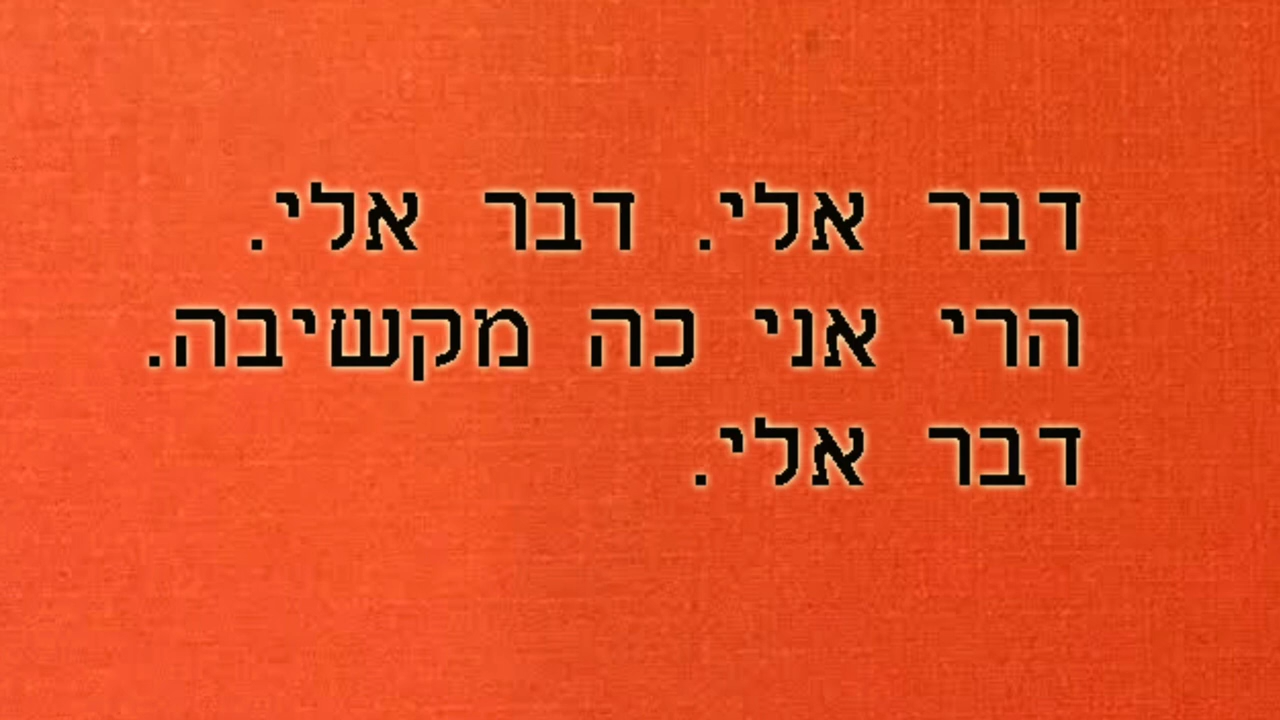 דבר אלי. דבר אלי.
הרי אני כה מקשיבה.
דבר אלי.